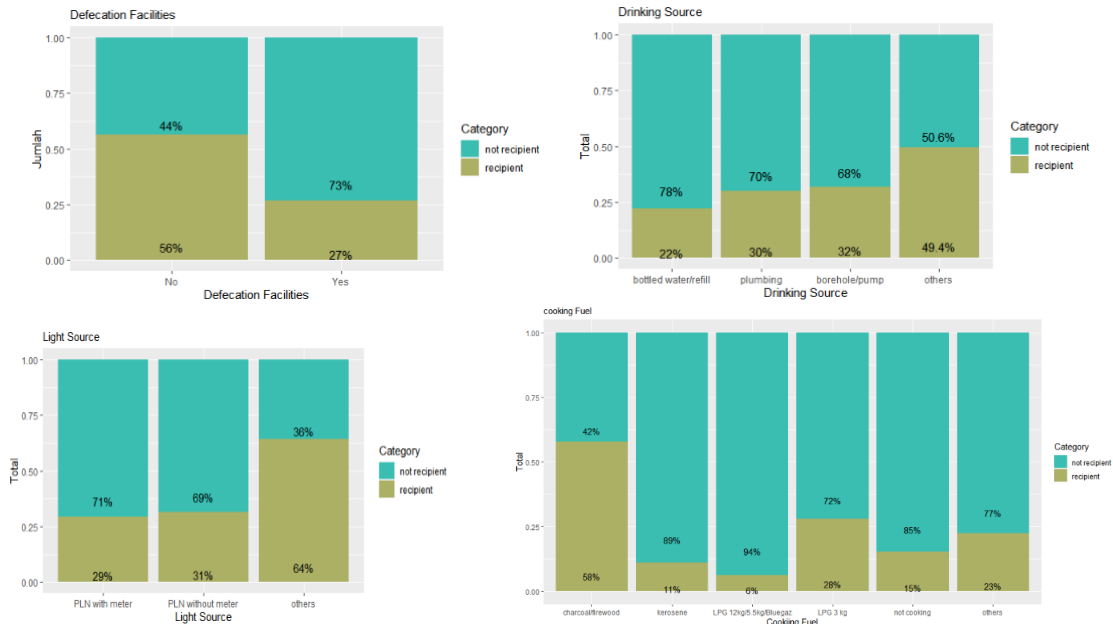 Defecation Facilities
1.00
0.75
0.50
0.25
0.00
Jumlah
44%
56%
73%
27%
No
Yes
Defecation Facilities
Category
not recipient
recipient
Drinking Source
1.00
0.75
0.50
0.25
0.00
Total
78%
22%
70%
30%
68%
32%
50.6%
49.4%
bottled water/refill
plumbing
borehole/pump
others
Drinking Source
Category
not recipient
recipient
Light Source
1.00
0.75
0.50
0.25
0.00
Total
71%
29%
69%
31%
36%
64%
PLN with meter
PLN without meter
others
Light Source
Category
not recipient
recipient
cooking Fuel
1.00
0.75
0.50
0.25
0.00
Total
42%
58%
89%
11%
94%
6%
72%
28%
85%
15%
77%
23%
charcoal/firewood
kerosene
LPG 12kg/5.5kg/Bluegaz
LPG 3 kg
not cooking
others
Cooking Fuel
Category
not recipient
recipient